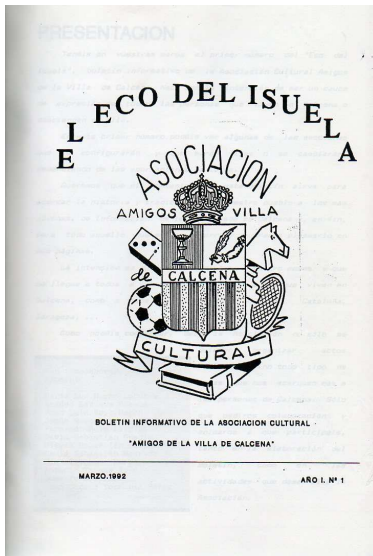 EL ECO DEL ISUELA
ASOCIACION
AMIGOS VILLA
de CALCENA
CULTURAL
BOLETIN INFORMATIVO DE LA ASOCIACION CULTURAL
"AMIGOS DE LA VILLA DE CALCENA"
MARZO.1992 AÑO I. Nº 1
PRESENTACION